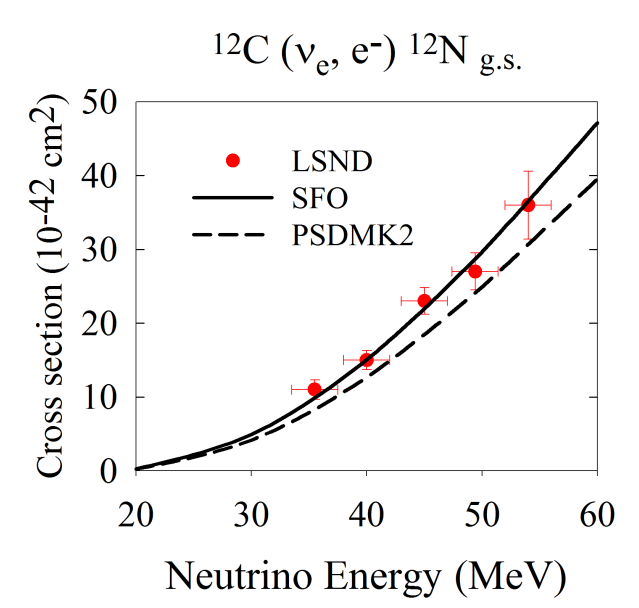 ¹²C (νₑ, e⁻) ¹²N g.s.
50
40
30
20
10
0
Cross section (10⁻⁴² cm²)
LSND
SFO
PSDMK2
20 30 40 50 60
Neutrino Energy (MeV)